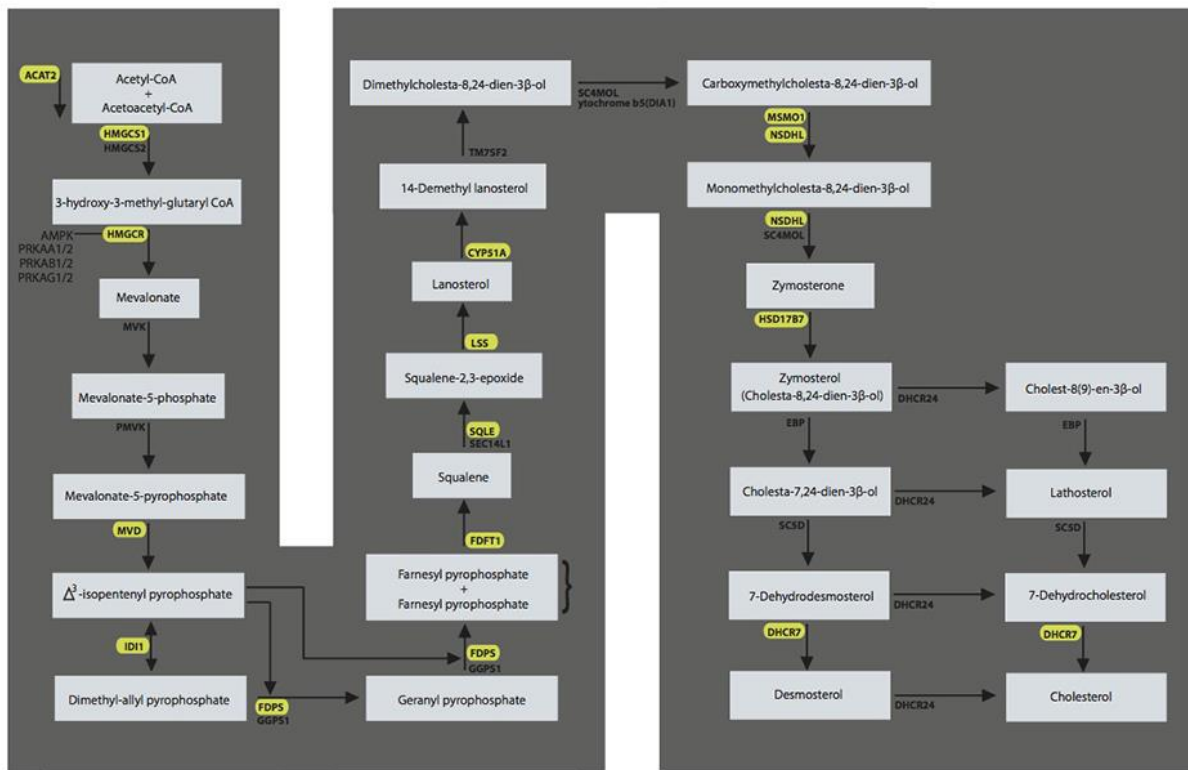 ACAT2
Acetyl-CoA
+
Acetoacetyl-CoA
HMGCS1
HMGCS2
3-hydroxy-3-methyl-glutaryl CoA
AMPK
PRKAA1/2
PRKAB1/2
PRKAG1/2
HMGCR
Mevalonate
MVK
Mevalonate-5-phosphate
PMVK
Mevalonate-5-pyrophosphate
MVD
Δ³-isopentenyl pyrophosphate
IDI1
Dimethyl-allyl pyrophosphate
FDPS
GGPS1
Geranyl pyrophosphate
FDPS
GGPS1
Farnesyl pyrophosphate
+
Farnesyl pyrophosphate
}
FDFT1
Squalene
SQLE
SEC14L1
Squalene-2,3-epoxide
LSS
Lanosterol
CYP51A
14-Demethyl lanosterol
TM7SF2
Dimethylcholesta-8,24-dien-3β-ol
SC4MOL
ytochrome b5(DIA1)
Carboxymethylcholesta-8,24-dien-3β-ol
MSMO1
NSDHL
Monomethylcholesta-8,24-dien-3β-ol
NSDHL
SC4MOL
Zymosterone
HSD17B7
Zymosterol
(Cholesta-8,24-dien-3β-ol)
DHCR24
Cholest-8(9)-en-3β-ol
EBP
EBP
Cholesta-7,24-dien-3β-ol
DHCR24
Lathosterol
SC5D
SC5D
7-Dehydrodesmosterol
DHCR24
7-Dehydrocholesterol
DHCR7
DHCR7
Desmosterol
DHCR24
Cholesterol